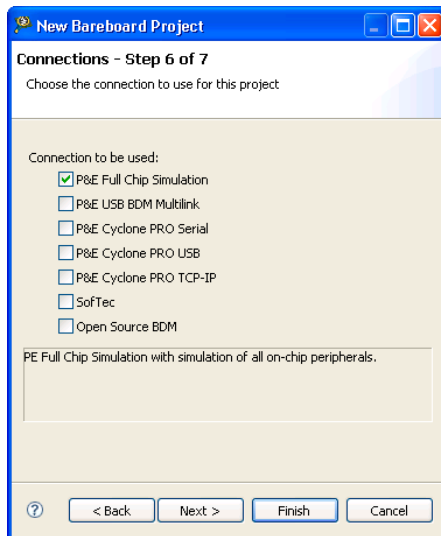 New Bareboard Project
Connections - Step 6 of 7
Choose the connection to use for this project
Connection to be used:
P&E Full Chip Simulation
P&E USB BDM Multilink
P&E Cyclone PRO Serial
P&E Cyclone PRO USB
P&E Cyclone PRO TCP-IP
SofTec
Open Source BDM
PE Full Chip Simulation with simulation of all on-chip peripherals.
? < Back Next > Finish Cancel